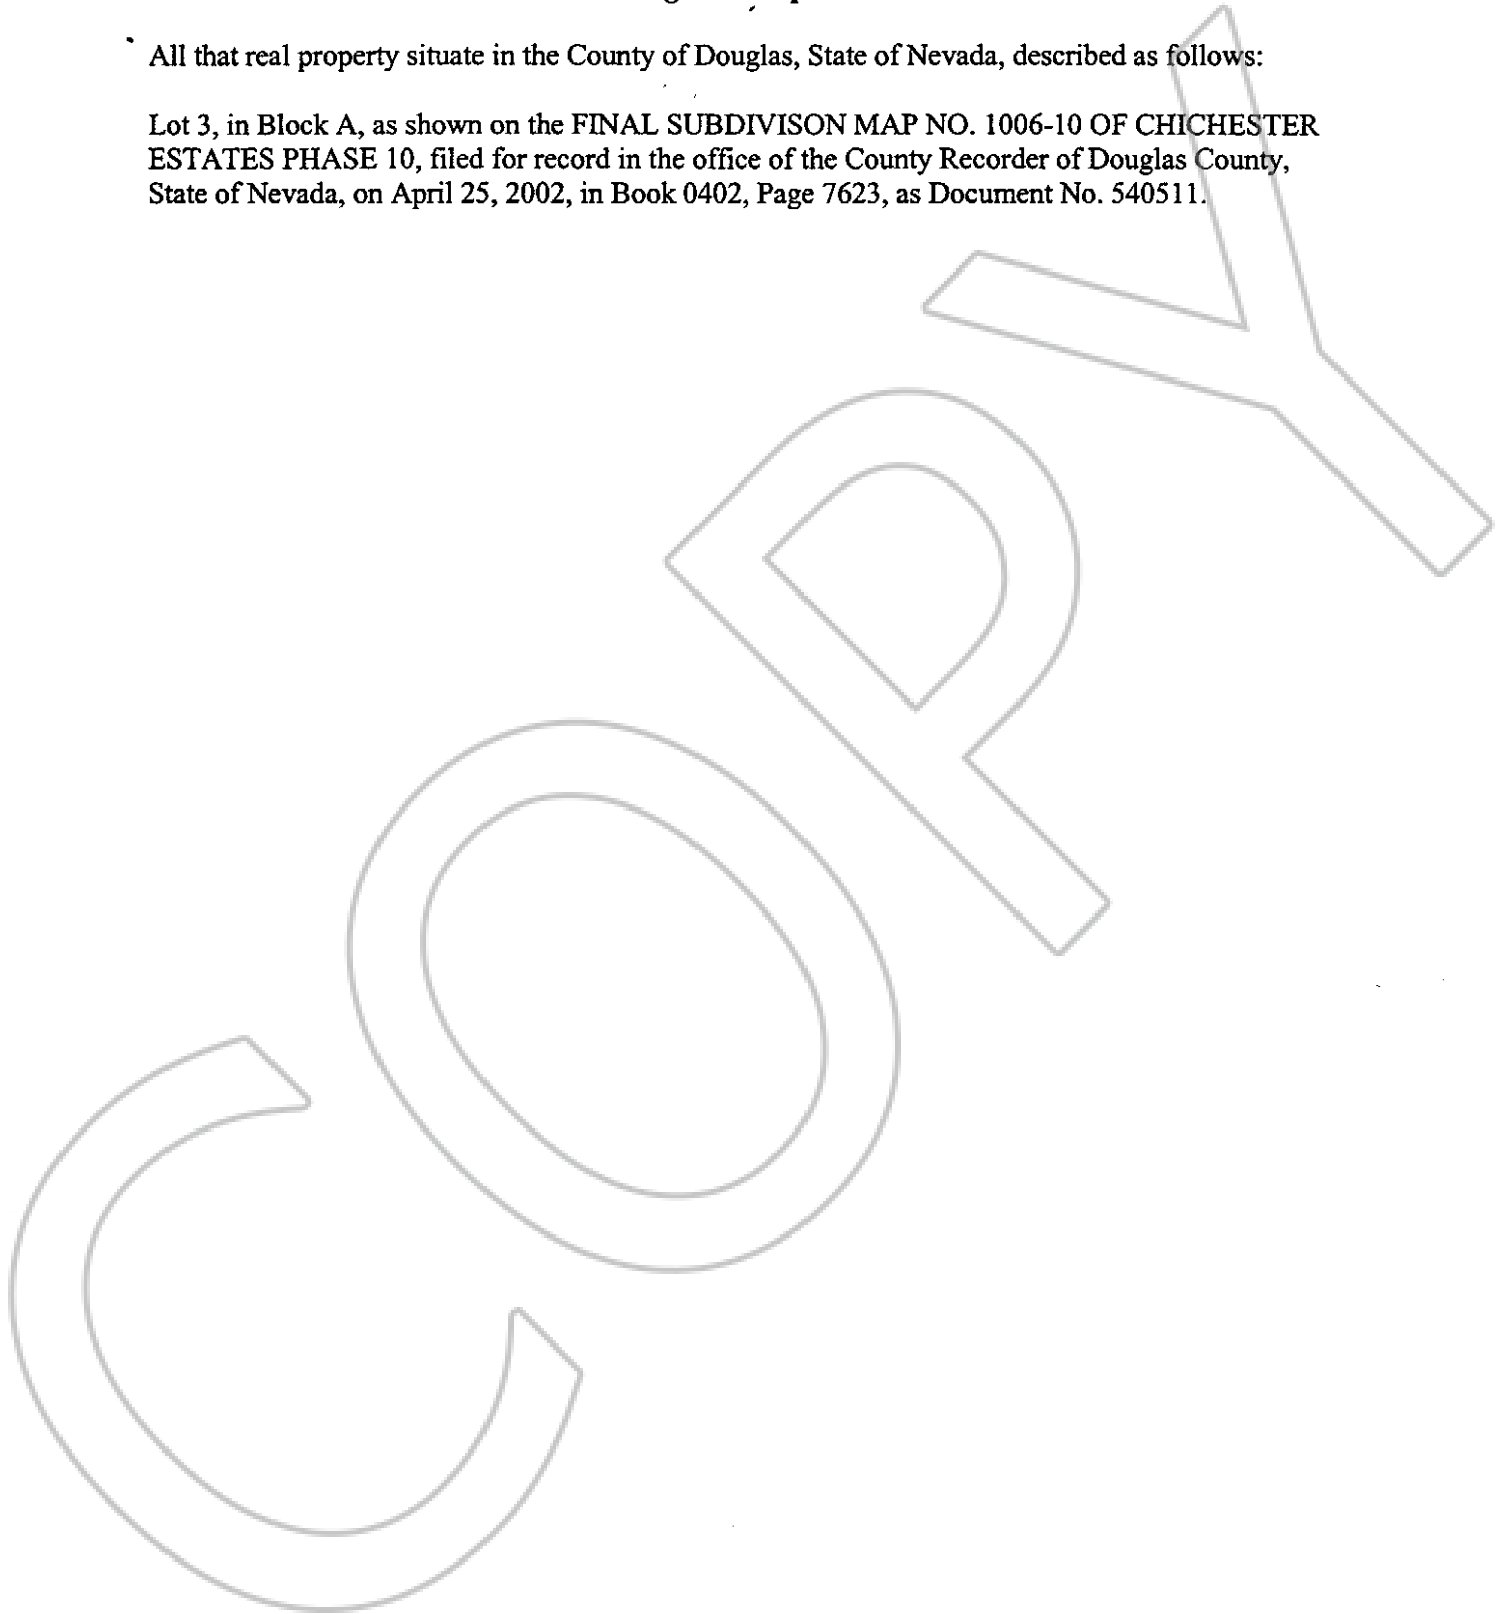 All that real property situate in the County of Douglas, State of Nevada, described as follows:
Lot 3, in Block A, as shown on the FINAL SUBDIVISON MAP NO. 1006-10 OF CHICHESTER
ESTATES PHASE 10, filed for record in the office of the County Recorder of Douglas County,
State of Nevada, on April 25, 2002, in Book 0402, Page 7623, as Document No. 540511.
COPY